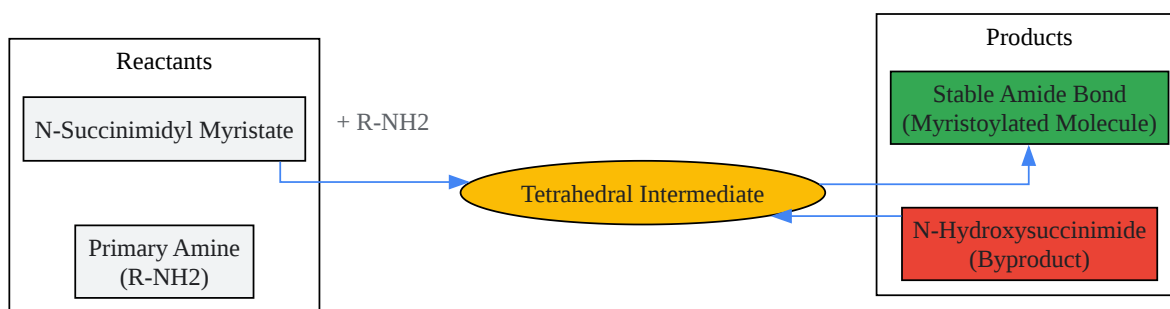 Reactants
N-Succinimidyl Myristate
Primary Amine
(R-NH2)
+ R-NH2
Tetrahedral Intermediate
Products
Stable Amide Bond
(Myristoylated Molecule)
N-Hydroxysuccinimide
(Byproduct)